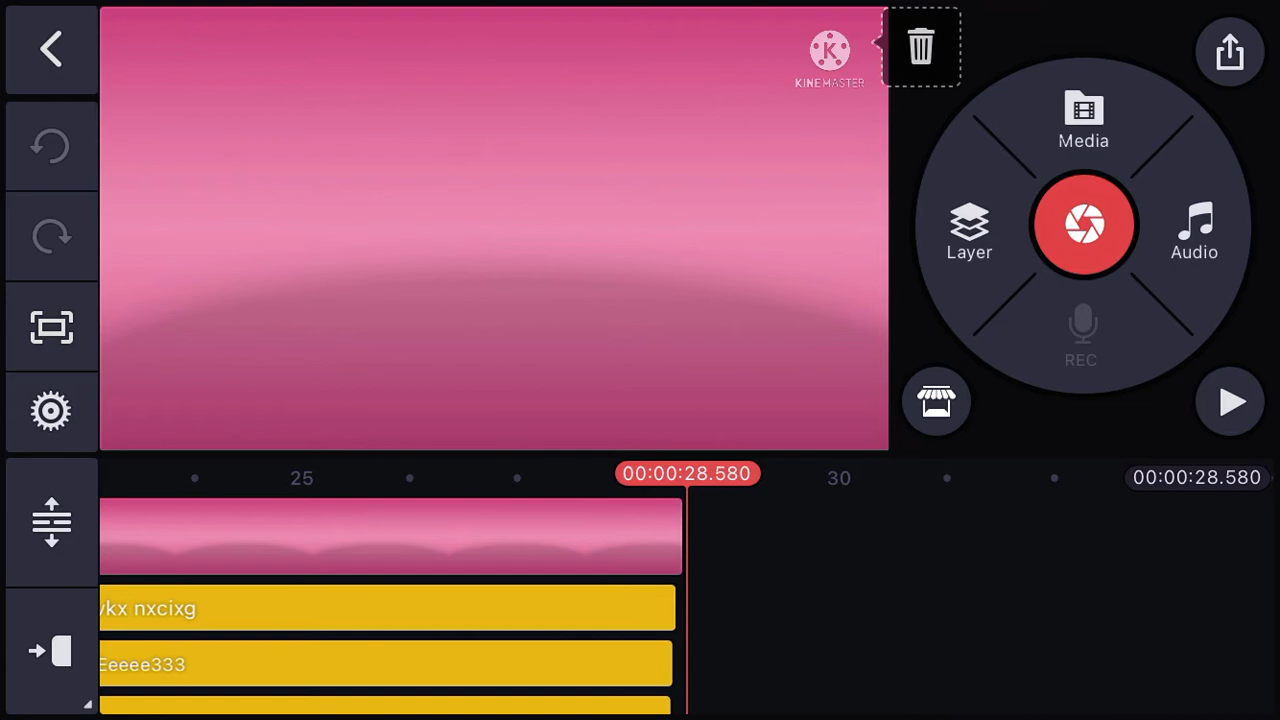 KINEMASTER
Media
Layer
Audio
REC
25
00:00:28.580
30
00:00:28.580
vkx nxcixg
Eeeee333